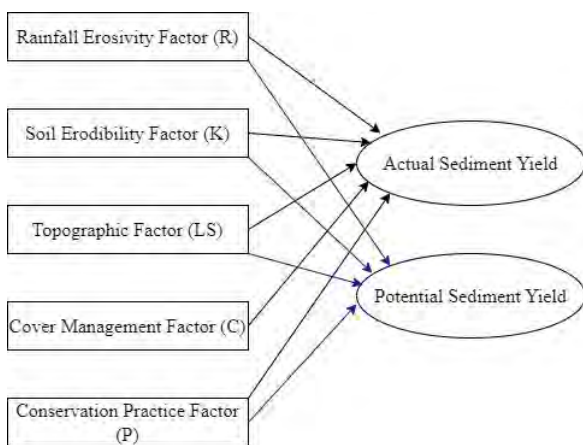 Rainfall Erosivity Factor (R)
Soil Erodibility Factor (K)
Actual Sediment Yield
Topographic Factor (LS)
Potential Sediment Yield
Cover Management Factor (C)
Conservation Practice Factor
(P)